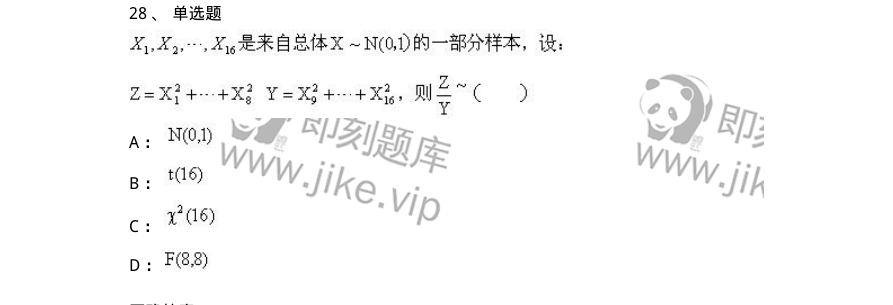 28 、 单选题
X₁,X₂,⋯,X₁₆是来自总体X ~ N(0,1)的一部分样本，设：
Z = X₁² +⋯+ X₈²  Y = X₉² +⋯+ X₁₆²，则 Z/Y ~ (  )
A： N(0,1)
B： t(16)
C： χ²(16)
D： F(8,8)
即刻题库
www.jike.vip
即刻
www.ji